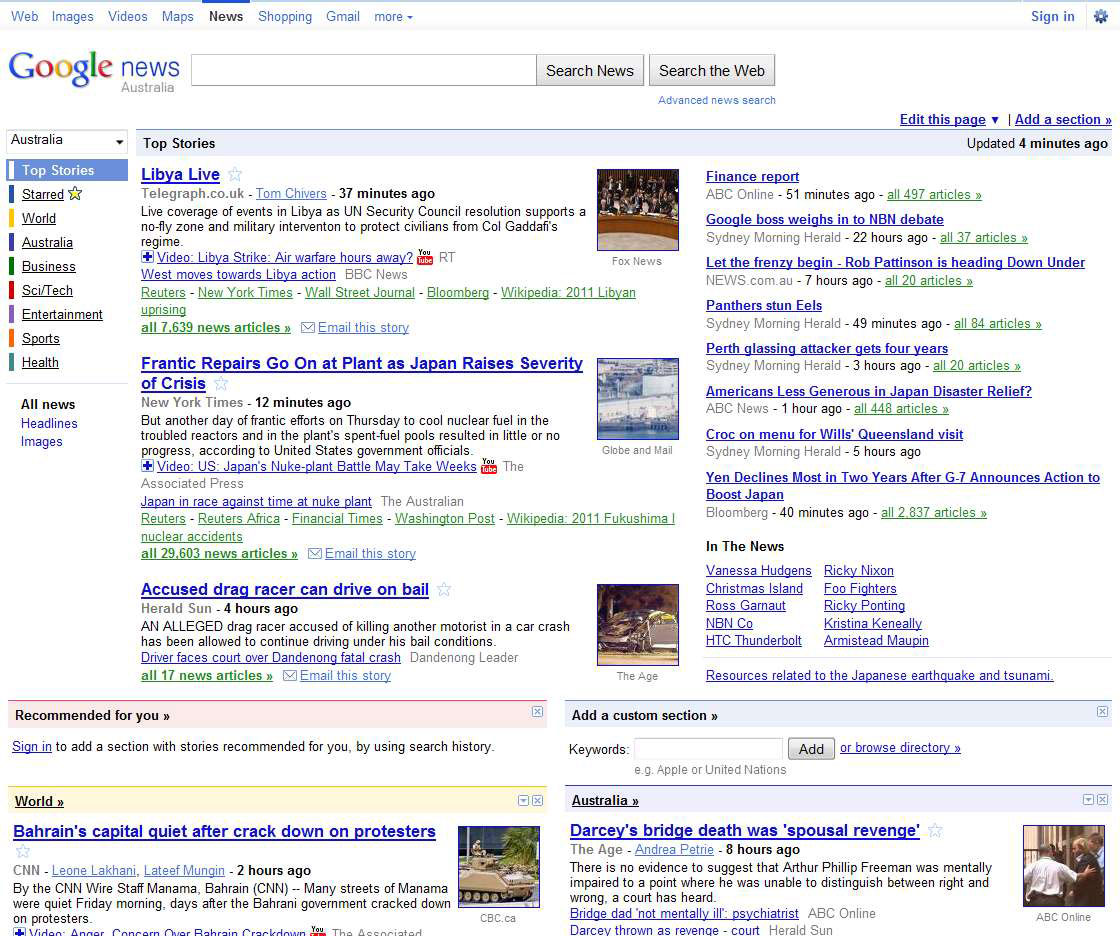 Web Images Videos Maps News Shopping Gmail more
Sign in
Google news
Australia
Search News
Search the Web
Advanced news search
Edit this page ▼ | Add a section »
Australia
Top Stories
Starred
World
Australia
Business
Sci/Tech
Entertainment
Sports
Health
All news
Headlines
Images
Top Stories
Updated 4 minutes ago
Libya Live
Telegraph.co.uk - Tom Chivers - 37 minutes ago
Live coverage of events in Libya as UN Security Council resolution supports a
no-fly zone and military interventon to protect civilians from Col Gaddafi's
regime.
Video: Libya Strike: Air warfare hours away? You Tube RT
West moves towards Libya action BBC News
Reuters - New York Times - Wall Street Journal - Bloomberg - Wikipedia: 2011 Libyan
uprising
all 7,639 news articles » Email this story
Fox News
Frantic Repairs Go On at Plant as Japan Raises Severity
of Crisis
New York Times - 12 minutes ago
But another day of frantic efforts on Thursday to cool nuclear fuel in the
troubled reactors and in the plant's spent-fuel pools resulted in little or no
progress, according to United States government officials.
Video: US: Japan's Nuke-plant Battle May Take Weeks You Tube The
Associated Press
Japan in race against time at nuke plant The Australian
Reuters - Reuters Africa - Financial Times - Washington Post - Wikipedia: 2011 Fukushima I
nuclear accidents
all 29,603 news articles » Email this story
Globe and Mail
Accused drag racer can drive on bail
Herald Sun - 4 hours ago
AN ALLEGED drag racer accused of killing another motorist in a car crash
has been allowed to continue driving under his bail conditions.
Driver faces court over Dandenong fatal crash Dandenong Leader
all 17 news articles » Email this story
The Age
Finance report
ABC Online - 51 minutes ago - all 497 articles »
Google boss weighs in to NBN debate
Sydney Morning Herald - 22 hours ago - all 37 articles »
Let the frenzy begin - Rob Pattinson is heading Down Under
NEWS.com.au - 7 hours ago - all 20 articles »
Panthers stun Eels
Sydney Morning Herald - 49 minutes ago - all 84 articles »
Perth glassing attacker gets four years
Sydney Morning Herald - 3 hours ago - all 20 articles »
Americans Less Generous in Japan Disaster Relief?
ABC News - 1 hour ago - all 448 articles »
Croc on menu for Wills' Queensland visit
Sydney Morning Herald - 5 hours ago
Yen Declines Most in Two Years After G-7 Announces Action to
Boost Japan
Bloomberg - 40 minutes ago - all 2,837 articles »
In The News
Vanessa Hudgens Ricky Nixon
Christmas Island Foo Fighters
Ross Garnaut Ricky Ponting
NBN Co Kristina Keneally
HTC Thunderbolt Armistead Maupin
Resources related to the Japanese earthquake and tsunami.
Recommended for you »
Sign in to add a section with stories recommended for you, by using search history.
Add a custom section »
Keywords: Add or browse directory »
e.g. Apple or United Nations
World »
Bahrain's capital quiet after crack down on protesters
CNN - Leone Lakhani, Lateef Mungin - 2 hours ago
By the CNN Wire Staff Manama, Bahrain (CNN) -- Many streets of Manama
were quiet Friday morning, days after the Bahrani government cracked down
on protesters.
Video: Anger, Concern Over Bahrain Crackdown You The Associated
CBC.ca
Australia »
Darcey's bridge death was 'spousal revenge'
The Age - Andrea Petrie - 8 hours ago
There is no evidence to suggest that Arthur Phillip Freeman was mentally
impaired to a point where he was unable to distinguish between right and
wrong, a court has heard.
Bridge dad 'not mentally ill': psychiatrist ABC Online
Darcey thrown as revenge - court Herald Sun
ABC Online